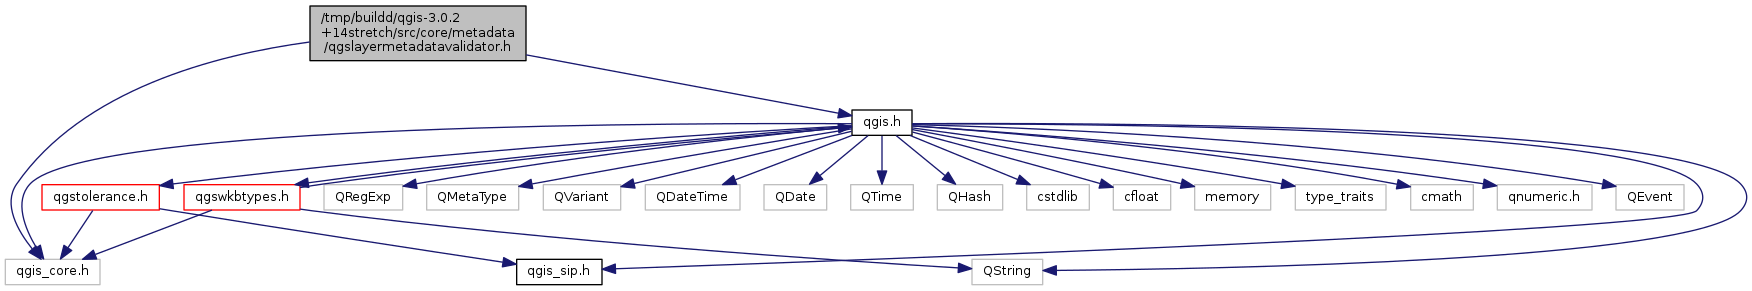 /tmp/buildd/qgis-3.0.2
+14stretch/src/core/metadata
/qgslayermetadatavalidator.h
qgis.h
qgstolerance.h
qgswkbtypes.h
QRegExp
QMetaType
QVariant
QDateTime
QDate
QTime
QHash
cstdlib
cfloat
memory
type_traits
cmath
qnumeric.h
QEvent
qgis_core.h
qgis_sip.h
QString